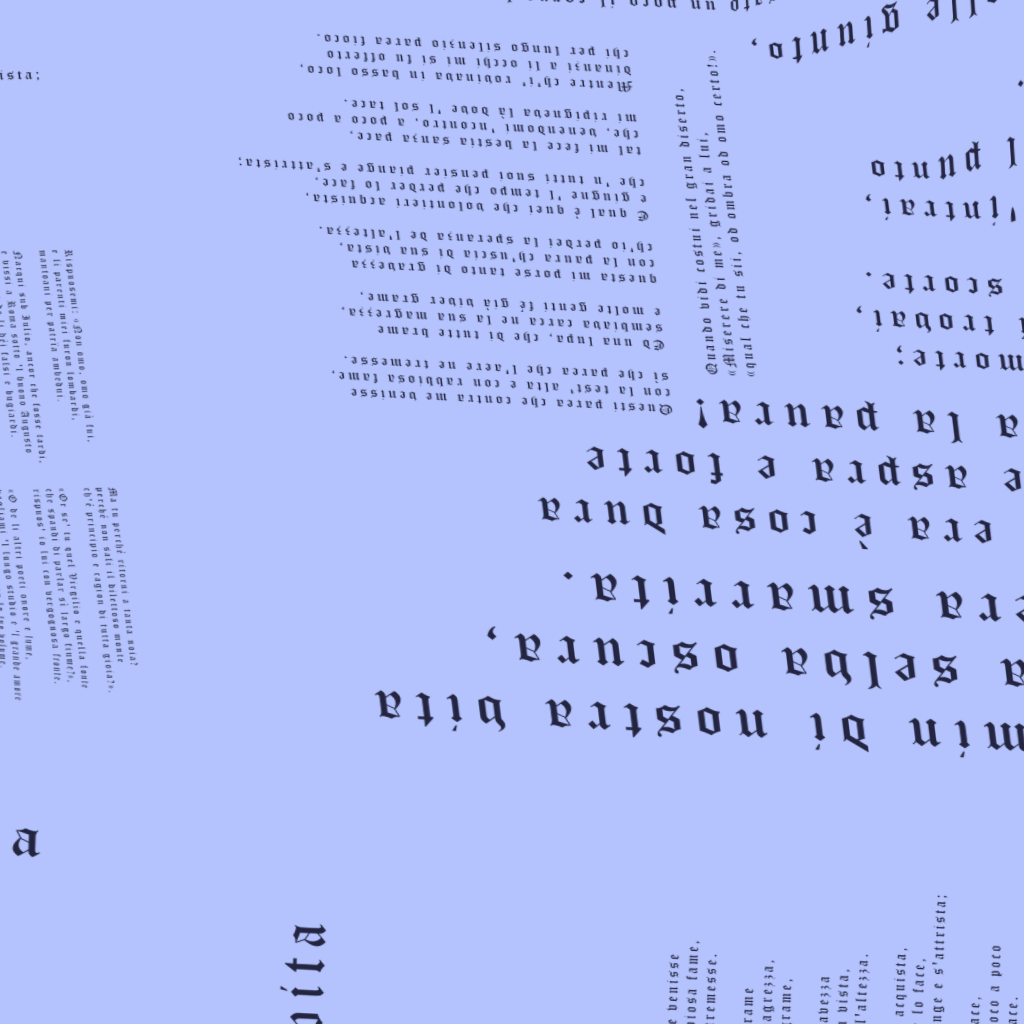 min di nostra vita
a selva oscura,
era smarrita.
era è cosa dura
e aspra e forte
a la paura!
morte;
i trovai,
scorte.
'intrai,
punto
giunto,
Questi parea che contra me venisse
con la test' alta e con rabbiosa fame,
sì che parea che l'aere ne tremesse.
Ed una lupa, che di tutte brame
sembiava carca ne la sua magrezza,
e molte genti fé già viver grame,
questa mi porse tanto di gravezza
con la paura ch'uscia di sua vista,
ch'io perdei la speranza de l'altezza.
E qual è quei che volontieri acquista,
e giugne 'l tempo che perder lo face,
che 'n tutti suoi pensier piange e s'attrista;
tal mi fece la bestia sanza pace,
che, venendomi 'ncontro, a poco a poco
mi ripigneva là dove 'l sol tace.
Mentre ch'i' rovinava in basso loco,
dinanzi a li occhi mi si fu offerto
chi per lungo silenzio parea fioco.
Quando vidi costui nel gran diserto,
«Miserere di me», gridai a lui,
«qual che tu sii, od ombra od omo certo!».
Rispuosemi: «Non omo, omo già fui,
e li parenti miei furon lombardi,
mantoani per patrïa ambedui.
Nacqui sub Iulio, ancor che fosse tardi,
e vissi a Roma sotto 'l buono Augusto
li dèi falsi e bugiardi.
Ma tu perché ritorni a tanta noia?
perché non sali il dilettoso monte
ch'è principio e cagion di tutta gioia?».
«Or se' tu quel Virgilio e quella fonte
che spandi di parlar sì largo fiume?»,
rispuos' io lui con vergognosa fronte.
«O de li altri poeti onore e lume,
'l lungo studio e 'l grande amore
ista;
a
vita
e venisse
biosa fame,
remesse.
rame
agrezza,
rame,
vezza
vista,
l'altezza.
acquista,
lo face,
nge e s'attrista;
ace,
oco a poco
ace.